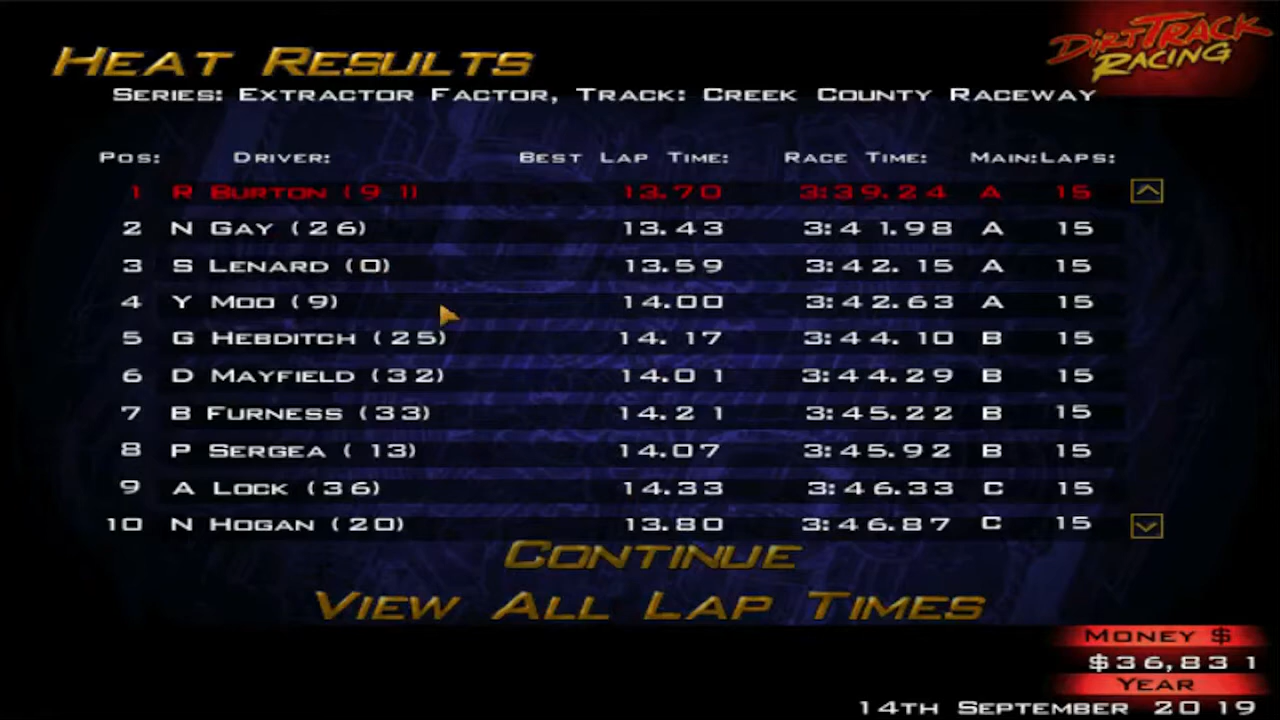 Dirt Track Racing
Heat Results
Series: Extractor Factor, Track: Creek County Raceway
Pos: Driver: Best Lap Time: Race Time: Main: Laps:
1 R Burton (91) 13.70 3:39.24 A 15
2 N Gay (26) 13.43 3:41.98 A 15
3 S Lenard (0) 13.59 3:42.15 A 15
4 Y Moo (9) 14.00 3:42.63 A 15
5 G Hebditch (25) 14.17 3:44.10 B 15
6 D Mayfield (32) 14.01 3:44.29 B 15
7 B Furness (33) 14.21 3:45.22 B 15
8 P Sergea (13) 14.07 3:45.92 B 15
9 A Lock (36) 14.33 3:46.33 C 15
10 N Hogan (20) 13.80 3:46.87 C 15
Continue
View All Lap Times
Money $
$36,831
Year
14th September 2019